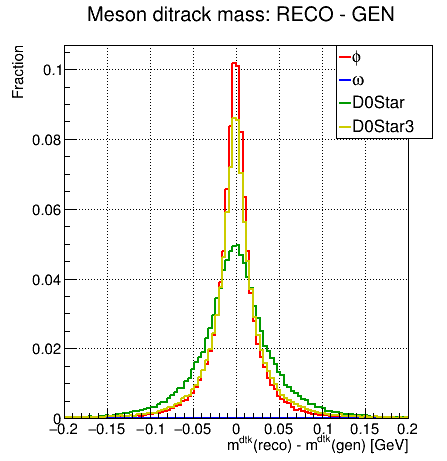 Meson ditrack mass: RECO - GEN
Fraction
ϕ
ω
D0Star
D0Star3
0.1
0.08
0.06
0.04
0.02
0
−0.2 −0.15 −0.1 −0.05 0 0.05 0.1 0.15 0.2
m^dtk(reco) - m^dtk(gen) [GeV]